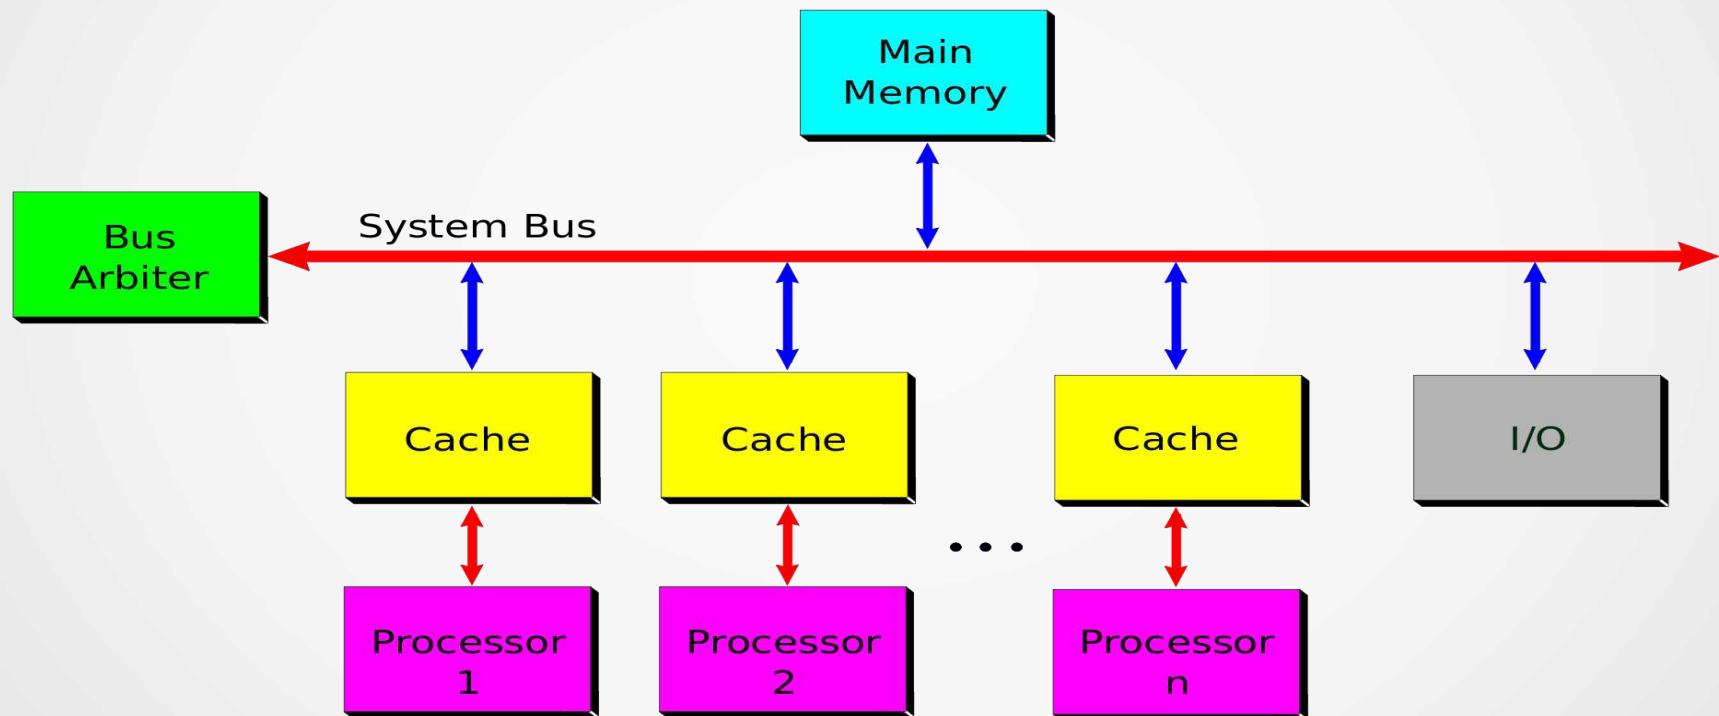 Main
Memory
Bus
Arbiter
System Bus
Cache
Cache
Cache
I/O
...
Processor
1
Processor
2
Processor
n